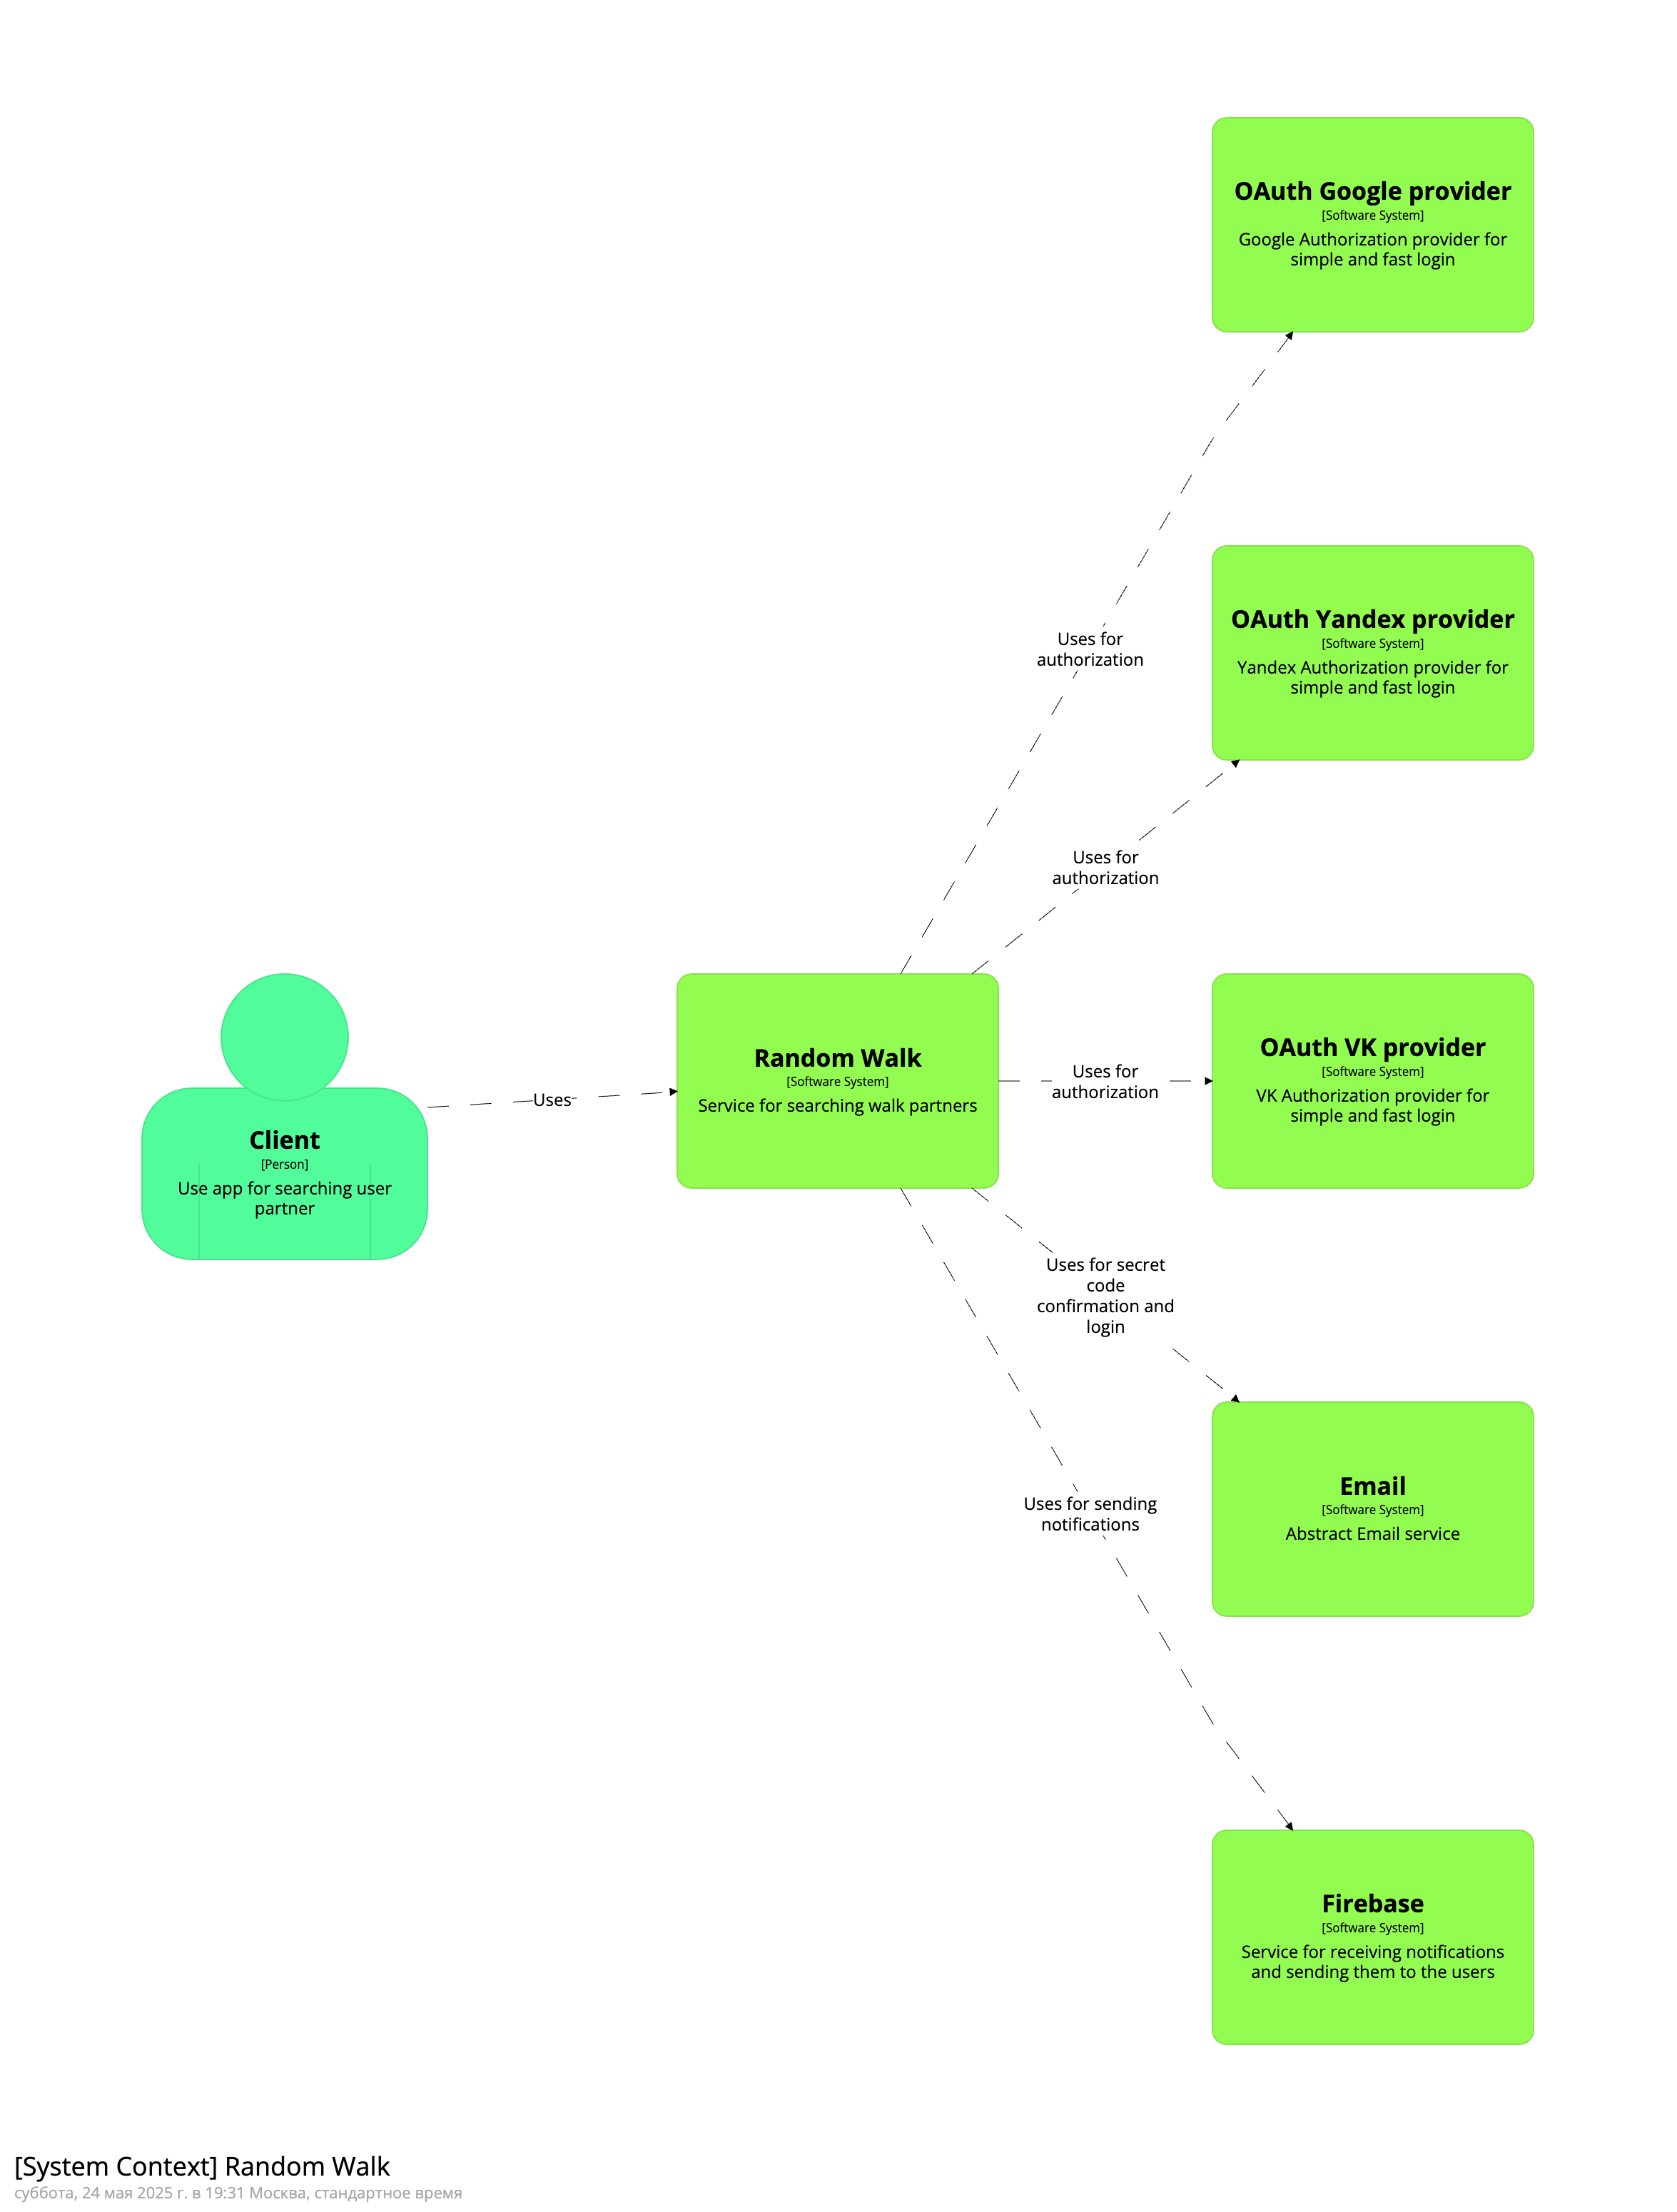 OAuth Google provider
[Software System]
Google Authorization provider for
simple and fast login
OAuth Yandex provider
[Software System]
Yandex Authorization provider for
simple and fast login
Uses for
authorization
Uses for
authorization
Client
[Person]
Use app for searching user
partner
Uses
Random Walk
[Software System]
Service for searching walk partners
Uses for
authorization
OAuth VK provider
[Software System]
VK Authorization provider for
simple and fast login
Uses for secret
code
confirmation and
login
Email
[Software System]
Abstract Email service
Uses for sending
notifications
Firebase
[Software System]
Service for receiving notifications
and sending them to the users
[System Context] Random Walk
суббота, 24 мая 2025 г. в 19:31 Москва, стандартное время